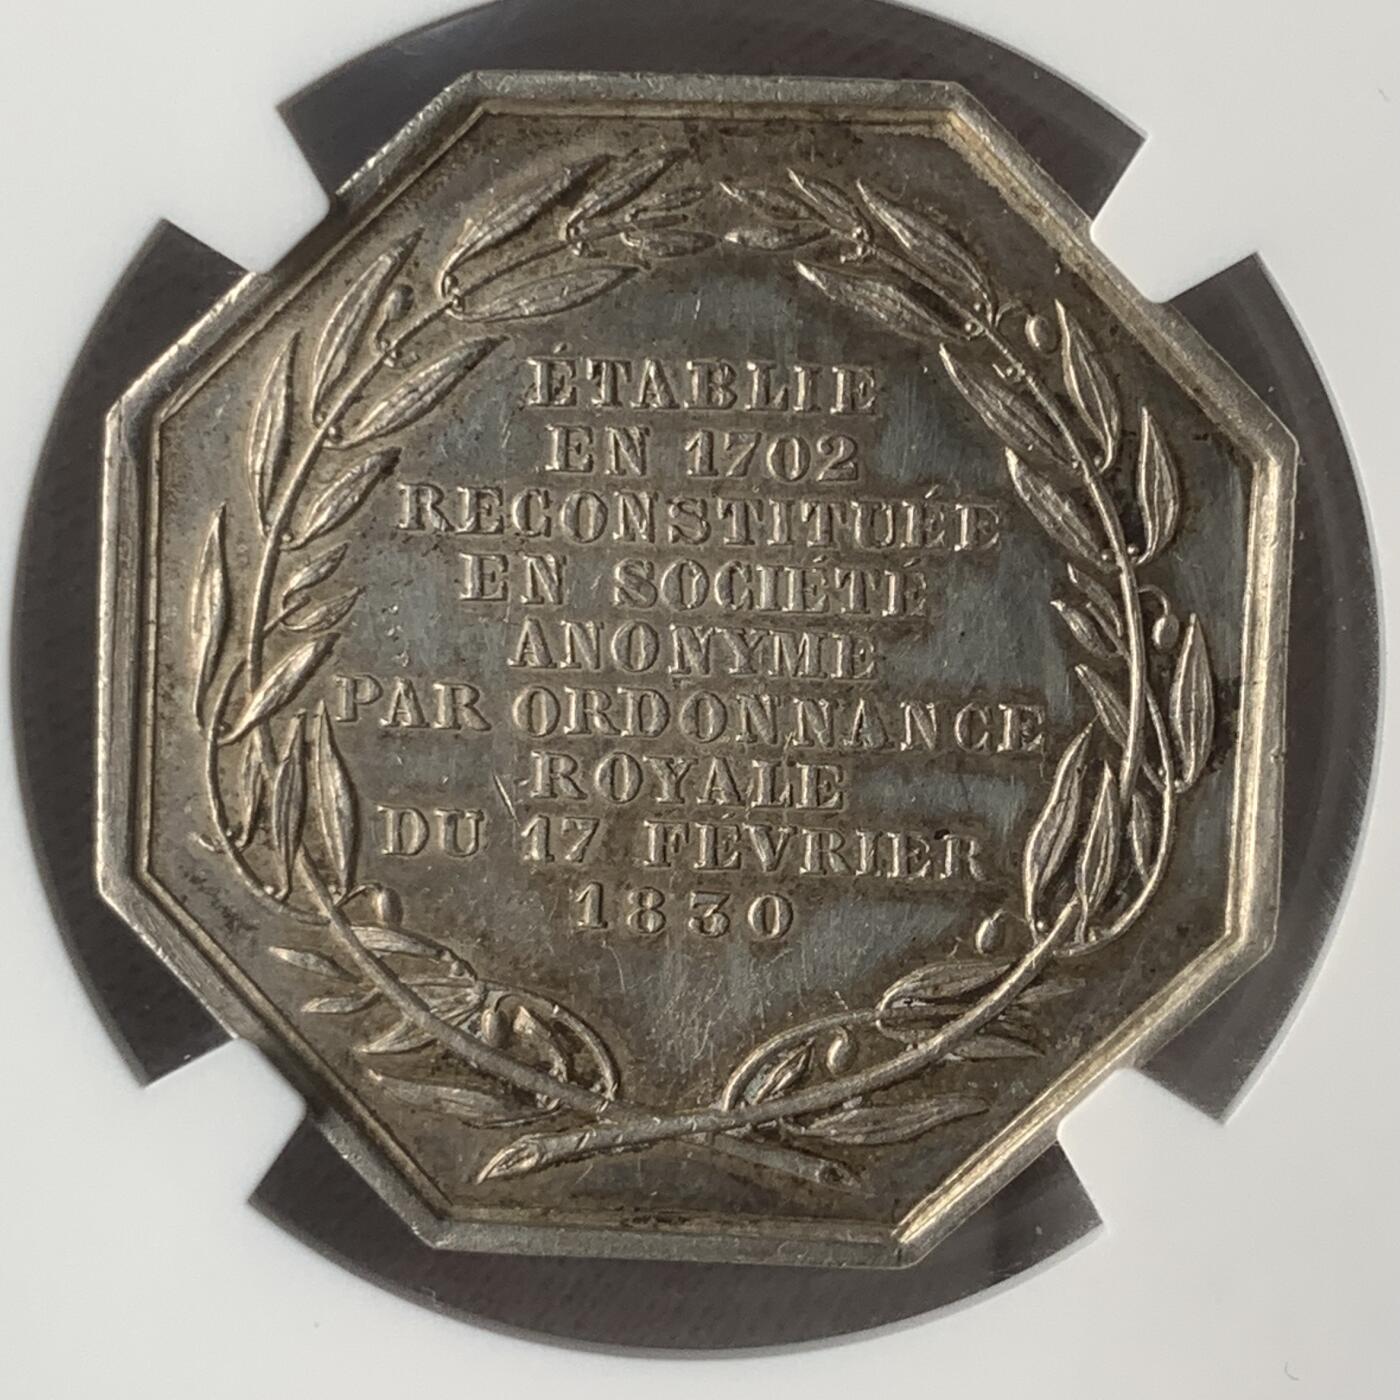 ÉTABLIE
EN 1702
RECONSTITUÉE
EN SOCIÉTÉ
ANONYME
PAR ORDONNANCE
ROYALE
DU 17 FÉVRIER
1830